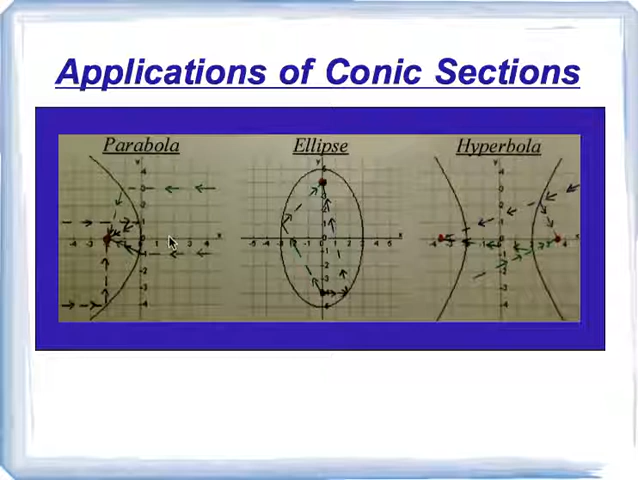 Applications of Conic Sections
Parabola
Ellipse
Hyperbola